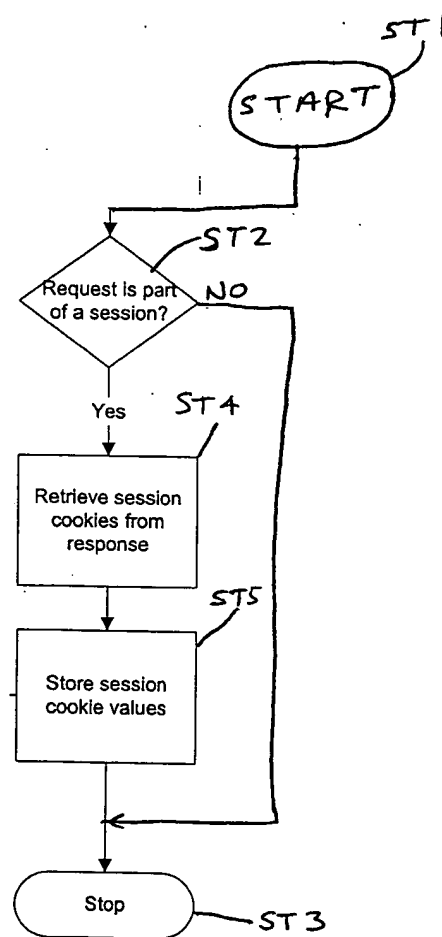 ST1
START
ST2
Request is part
of a session?
NO
Yes
ST4
Retrieve session
cookies from
response
ST5
Store session
cookie values
Stop
ST3